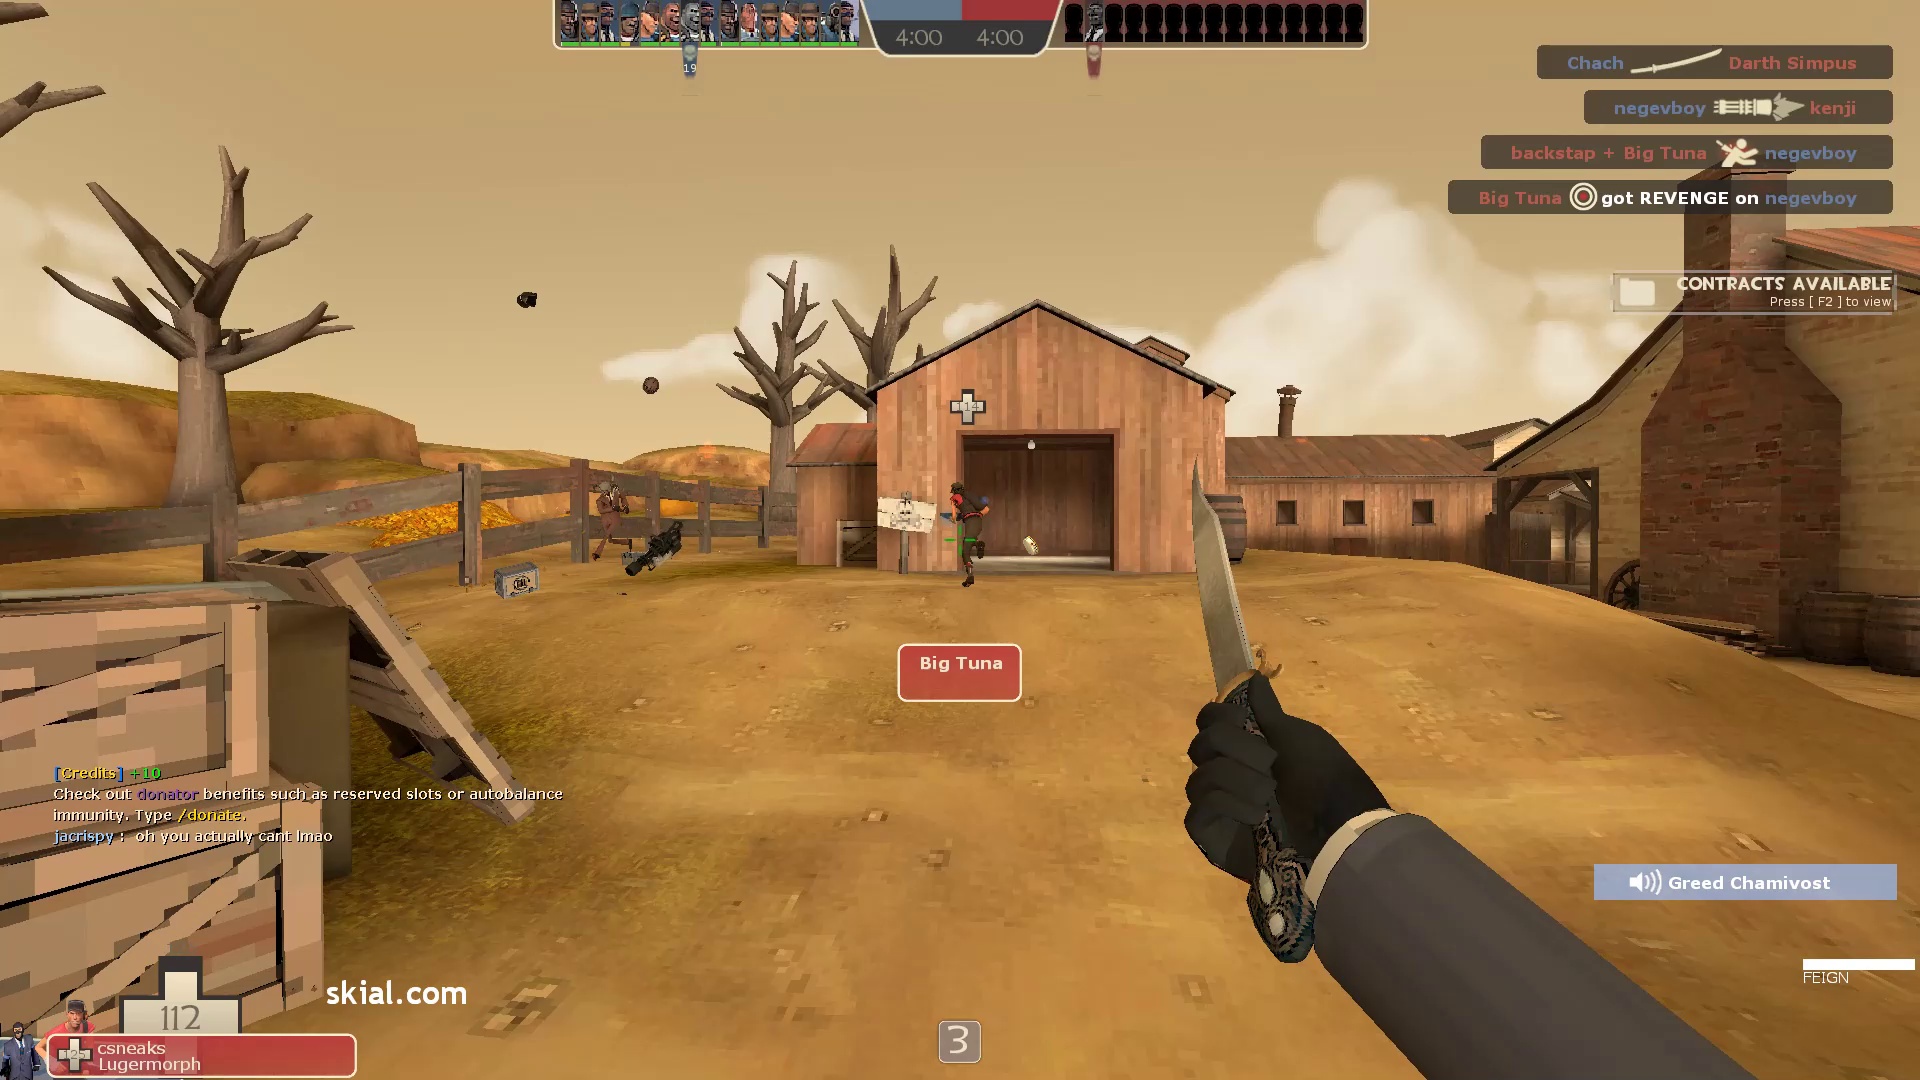 4:00 4:00
19
Chach Darth Simpus
negevboy kenji
backstap + Big Tuna negevboy
Big Tuna got REVENGE on negevboy
CONTRACTS AVAILABLE
Press [ F2 ] to view
114
Big Tuna
[Credits] +10
Check out donator benefits such as reserved slots or autobalance
immunity. Type /donate.
jacrispy : oh you actually cant lmao
Greed Chamivost
FEIGN
skial.com
112
125
csneaks
Lugermorph
3